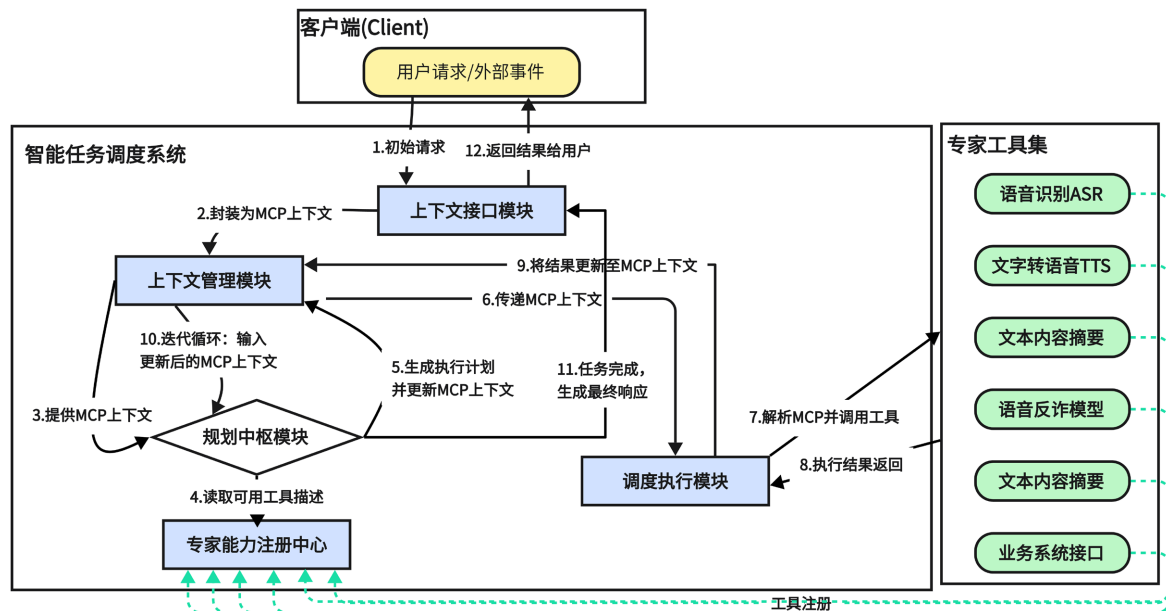 客户端(Client)
用户请求/外部事件
智能任务调度系统
1.初始请求
12.返回结果给用户
上下文接口模块
2.封装为MCP上下文
上下文管理模块
9.将结果更新至MCP上下文
6.传递MCP上下文
10.迭代循环：输入
更新后的MCP上下文
5.生成执行计划
并更新MCP上下文
11.任务完成，
生成最终响应
3.提供MCP上下文
规划中枢模块
7.解析MCP并调用工具
8.执行结果返回
调度执行模块
4.读取可用工具描述
专家能力注册中心
专家工具集
语音识别ASR
文字转语音TTS
文本内容摘要
语音反诈模型
文本内容摘要
业务系统接口
工具注册